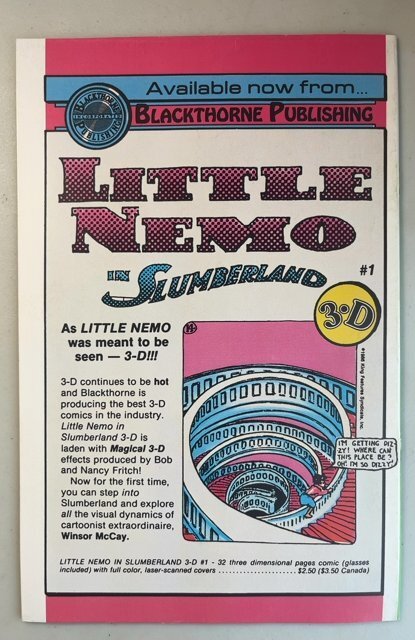 Available now from...
BLACKTHORNE PUBLISHING
BLACKTHORNE
INCORPORATED
PUBLISHING
LITTLE
NEMO
IN SLUMBERLAND
#1
3-D
As LITTLE NEMO
was meant to be
seen — 3-D!!!
3-D continues to be hot
and Blackthorne is
producing the best 3-D
comics in the industry.
Little Nemo in
Slumberland 3-D is
laden with Magical 3-D
effects produced by Bob
and Nancy Fritch!
Now for the first time,
you can step into
Slumberland and explore
all the visual dynamics of
cartoonist extraordinaire,
Winsor McCay.
I'M GETTING DIZ-
ZY! WHERE CAN
THIS PLACE BE?
OH! I'M SO DIZZY!
LITTLE NEMO IN SLUMBERLAND 3-D #1 - 32 three dimensional pages comic (glasses
included) with full color, laser-scanned covers ...................... $2.50 ($3.50 Canada)